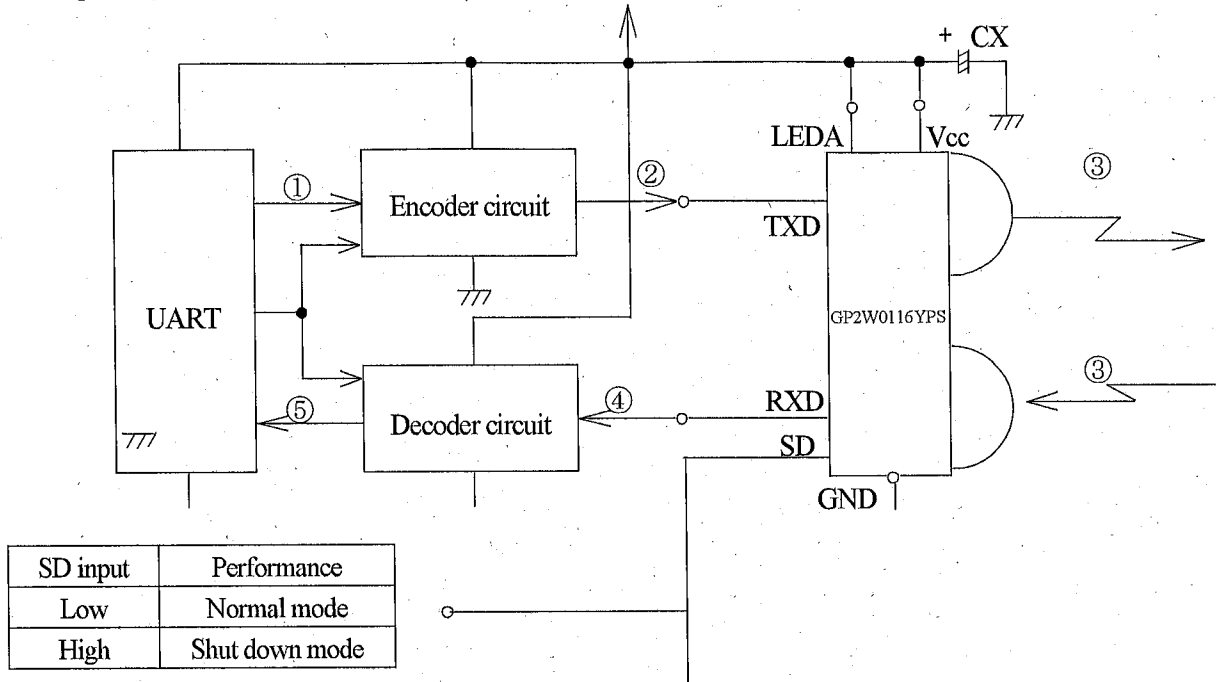 + CX
LEDA
Vcc
①
Encoder circuit
②
TXD
③
UART
GP2W0116YPS
⑤
Decoder circuit
④
RXD
③
SD
GND
SD input Performance
Low Normal mode
High Shut down mode